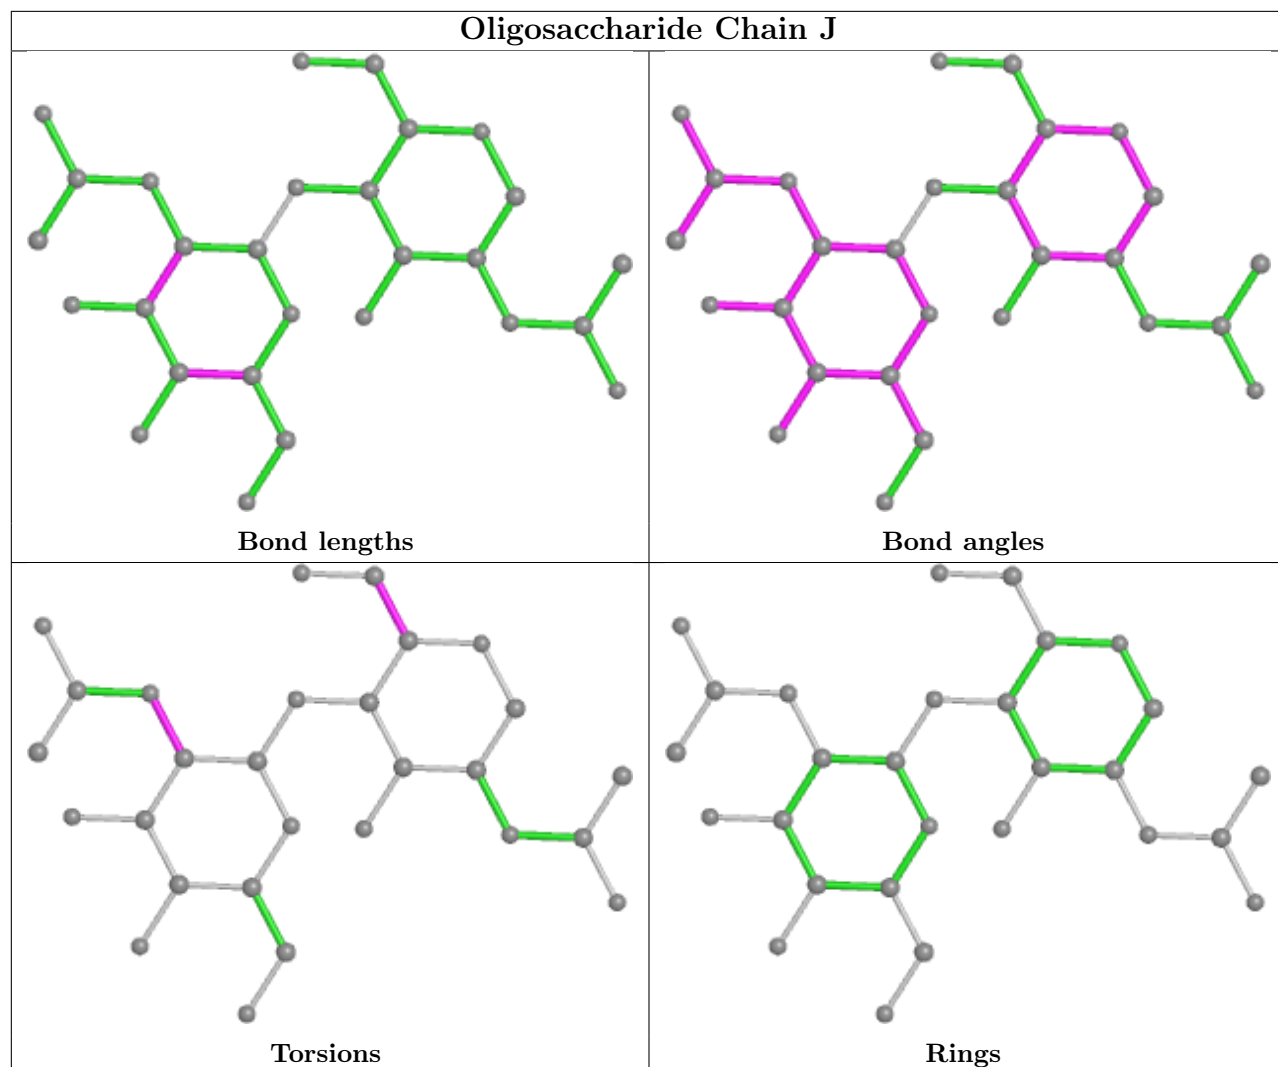 Oligosaccharide Chain J
Bond lengths
Bond angles
Torsions
Rings